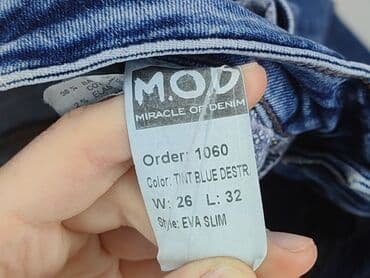 M.O.D
MIRACLE OF DENIM
Order: 1060
Color: TINT BLUE DESTR
W: 26 L: 32
Style: EVA SLIM